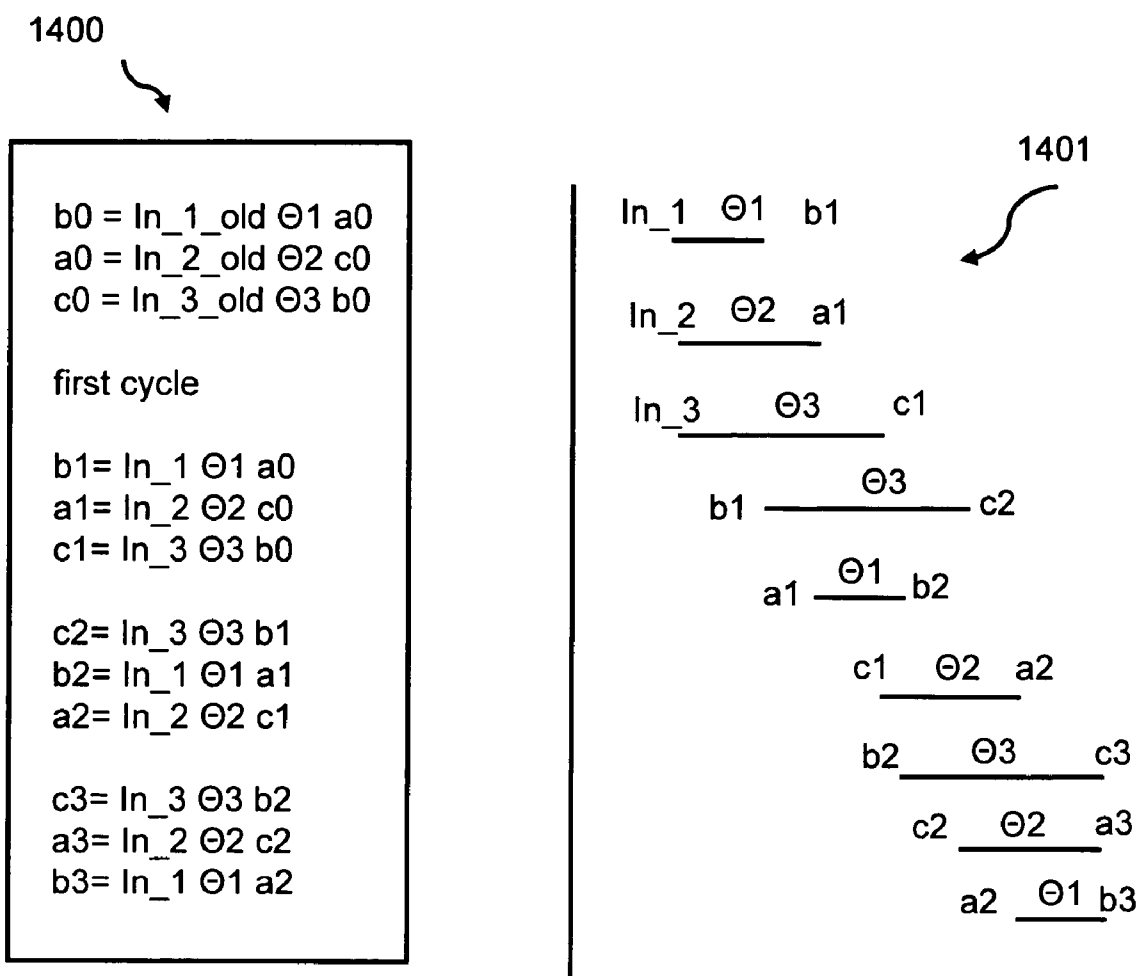 1400
b0 = In_1_old Θ1 a0
a0 = In_2_old Θ2 c0
c0 = In_3_old Θ3 b0
first cycle
b1= In_1 Θ1 a0
a1= In_2 Θ2 c0
c1= In_3 Θ3 b0
c2= In_3 Θ3 b1
b2= In_1 Θ1 a1
a2= In_2 Θ2 c1
c3= In_3 Θ3 b2
a3= In_2 Θ2 c2
b3= In_1 Θ1 a2
1401
In_1 Θ1 b1
In_2 Θ2 a1
In_3 Θ3 c1
b1 Θ3 c2
a1 Θ1 b2
c1 Θ2 a2
b2 Θ3 c3
c2 Θ2 a3
a2 Θ1 b3